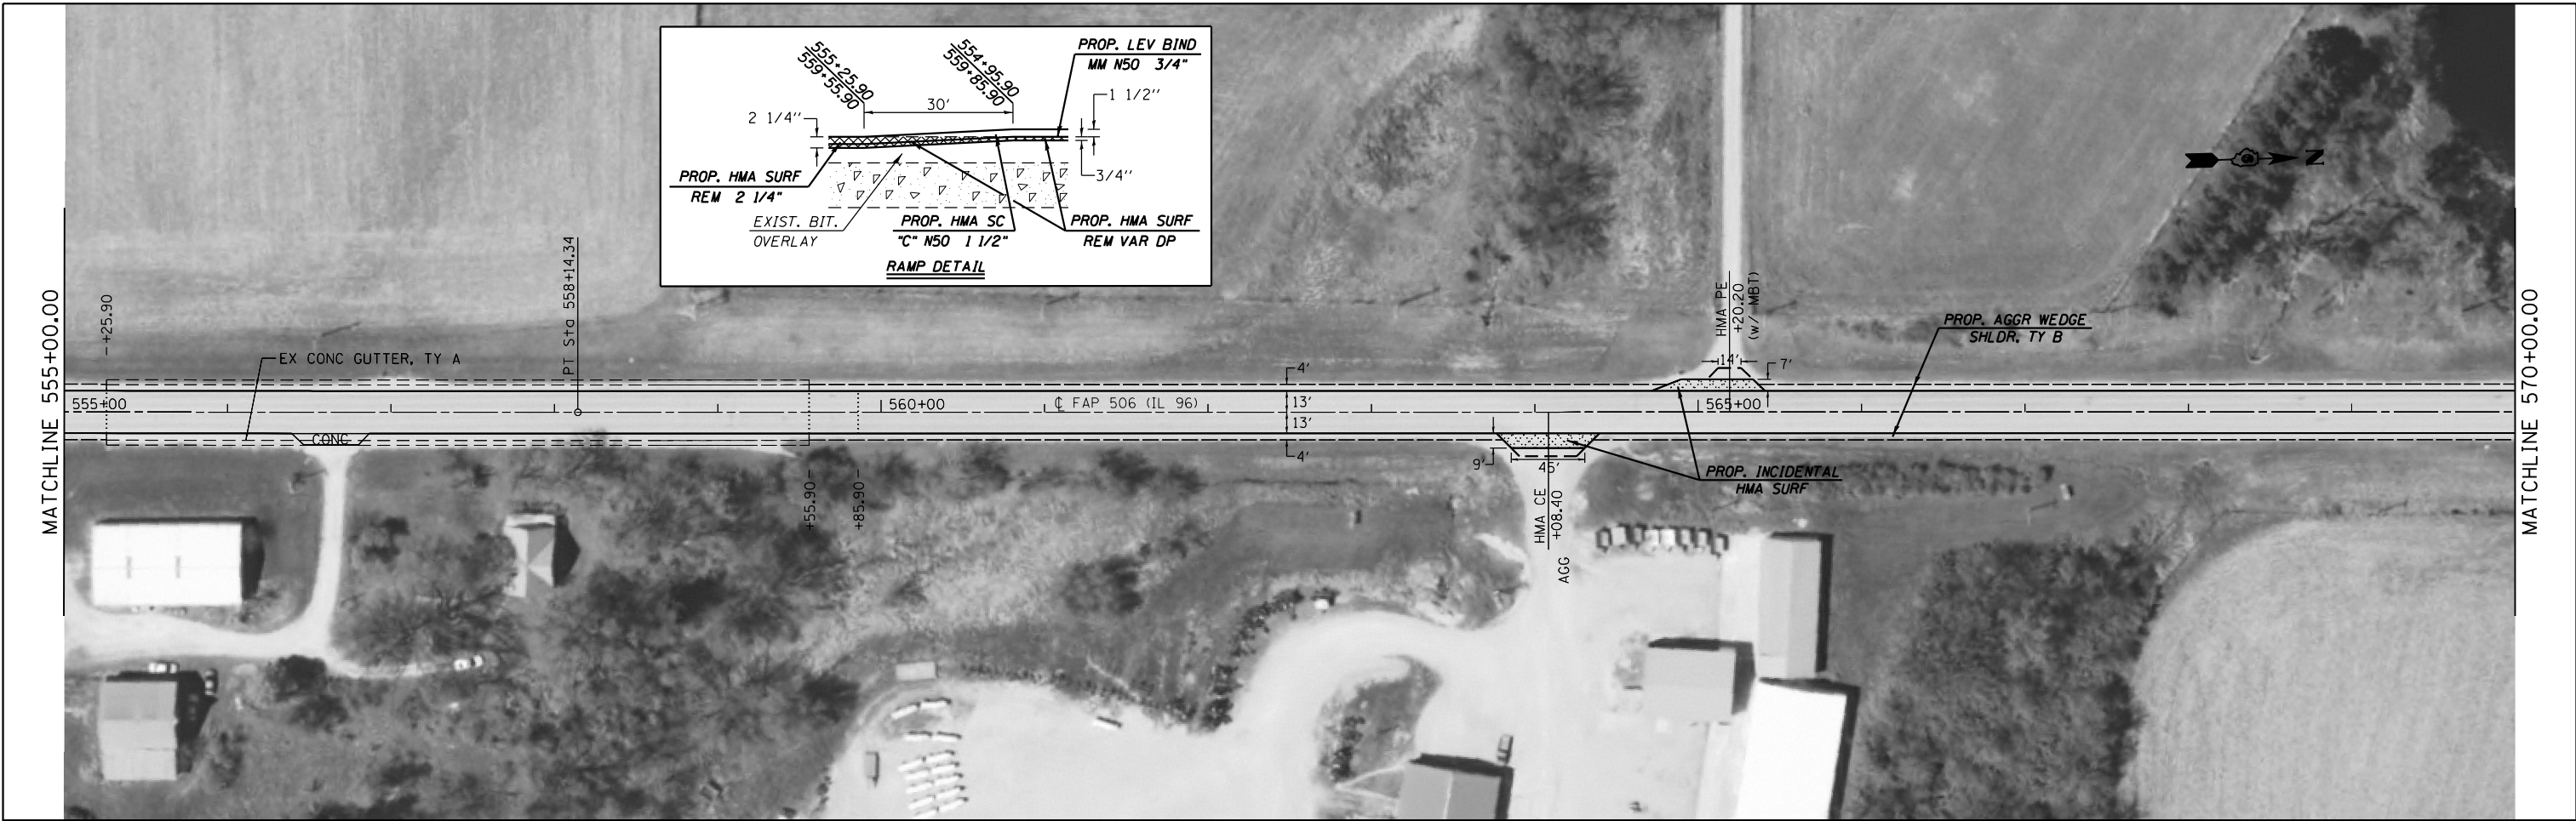 555+25.90
559+55.90
554+95.90
559+85.90
PROP. LEV BIND
MM N50 3/4"
30'
1 1/2''
2 1/4''
3/4''
PROP. HMA SURF
REM 2 1/4"
EXIST. BIT.
OVERLAY
PROP. HMA SC
"C" N50 1 1/2"
PROP. HMA SURF
REM VAR DP
RAMP DETAIL
N
MATCHLINE 555+00.00
+25.90
EX CONC GUTTER, TY A
PT Sta 558+14.34
HMA PE
+20.20
(w/ MBT)
14'
7'
PROP. AGGR WEDGE
SHLDR, TY B
MATCHLINE 570+00.00
4'
555+00
560+00
℄ FAP 506 (IL 96)
13'
565+00
13'
CONC
4'
9'
45'
+55.90
+85.90
HMA CE
+08.40
AGG
PROP. INCIDENTAL
HMA SURF